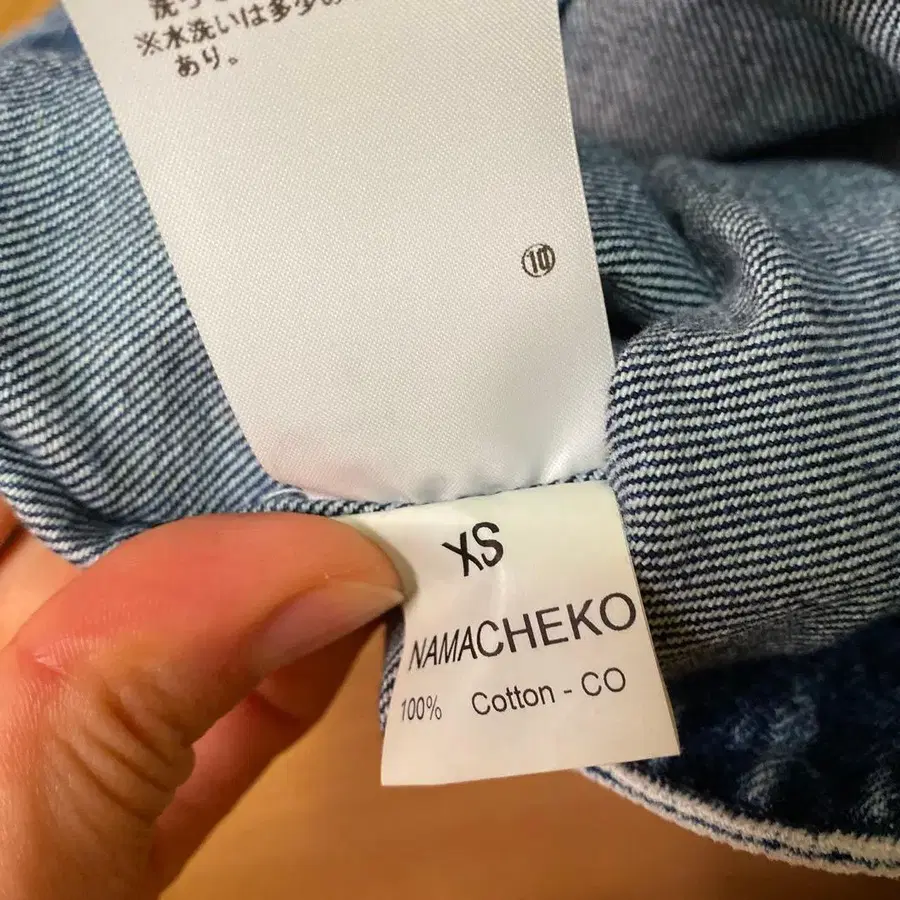 ※水洗いは多少の
あり。
⑩
XS
NAMACHEKO
100% Cotton - CO